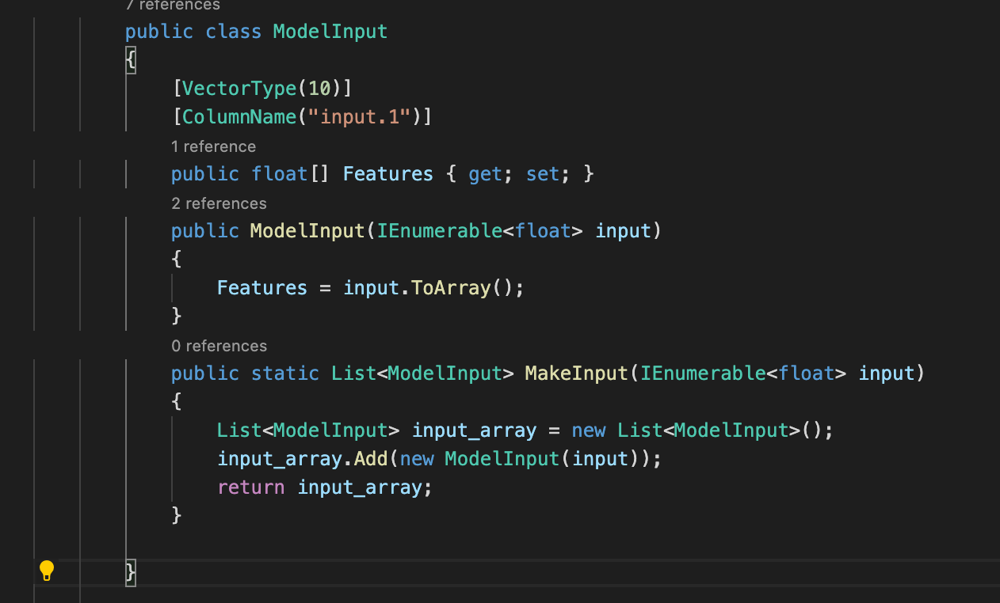 7 references
public class ModelInput
{
[VectorType(10)]
[ColumnName("input.1")]
1 reference
public float[] Features { get; set; }
2 references
public ModelInput(IEnumerable<float> input)
{
Features = input.ToArray();
}
0 references
public static List<ModelInput> MakeInput(IEnumerable<float> input)
{
List<ModelInput> input_array = new List<ModelInput>();
input_array.Add(new ModelInput(input));
return input_array;
}
}